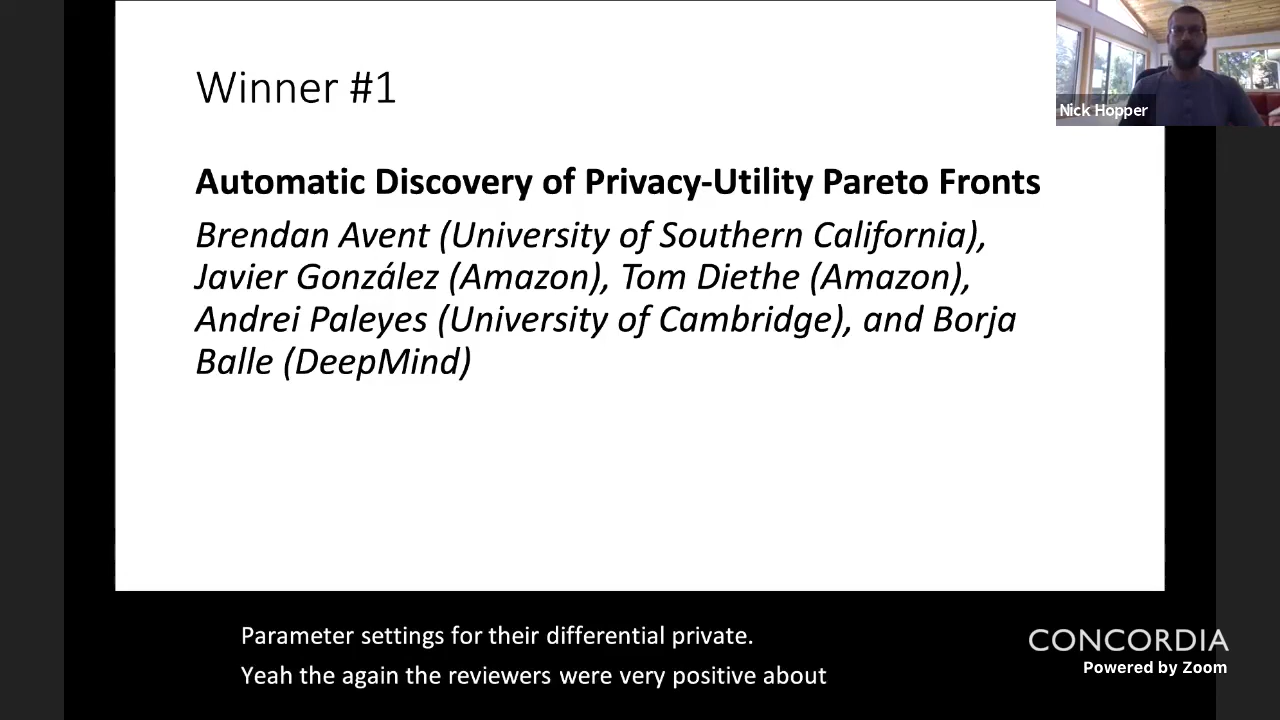 Winner #1
Automatic Discovery of Privacy-Utility Pareto Fronts
Brendan Avent (University of Southern California),
Javier González (Amazon), Tom Diethe (Amazon),
Andrei Paleyes (University of Cambridge), and Borja
Balle (DeepMind)
Nick Hopper
Parameter settings for their differential private.
Yeah the again the reviewers were very positive about
CONCORDIA
Powered by Zoom